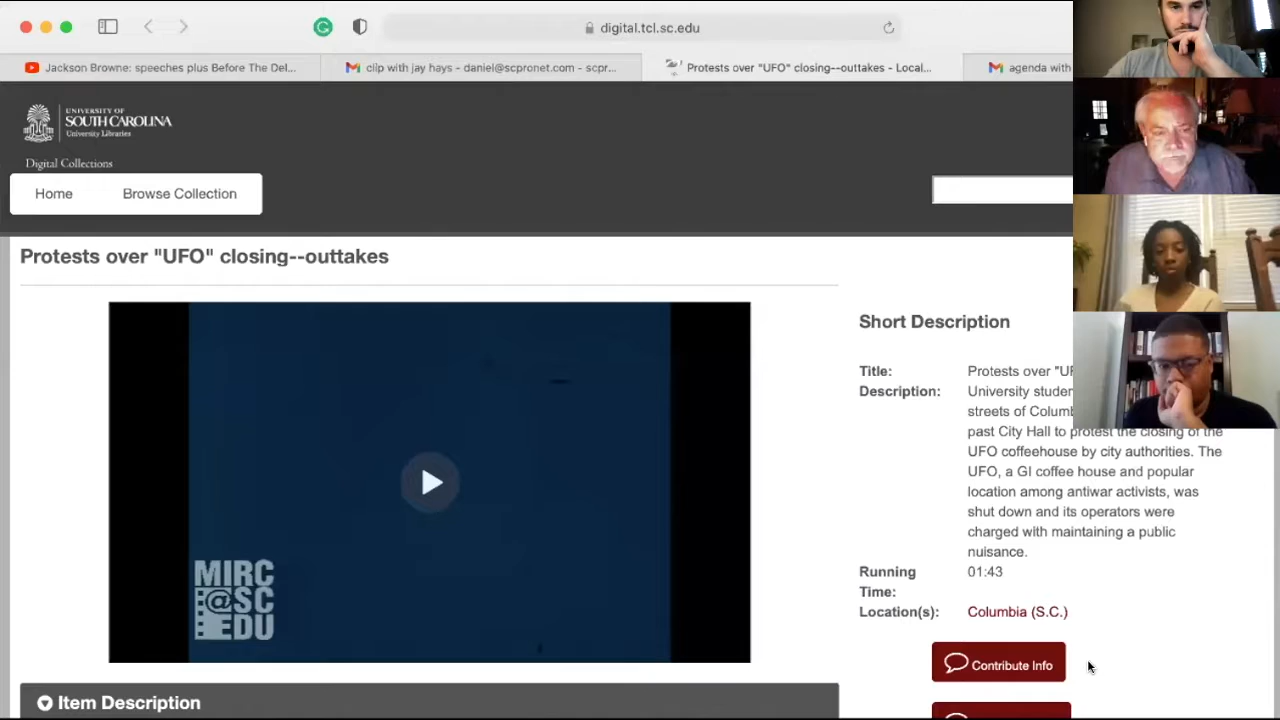 digital.tcl.sc.edu
Jackson Browne: speeches plus Before The Del...
clip with jay hays - daniel@scpronet.com - scpr...
Protests over "UFO" closing--outtakes - Local...
agenda with
UNIVERSITY OF
SOUTH CAROLINA
University Libraries
Digital Collections
Home
Browse Collection
Protests over "UFO" closing--outtakes
Short Description
Title:
Protests over "UF
Description:
University studen
streets of Columb
past City Hall to protest the closing of the
UFO coffeehouse by city authorities. The
UFO, a GI coffee house and popular
location among antiwar activists, was
shut down and its operators were
charged with maintaining a public
nuisance.
Running
Time:
01:43
Location(s):
Columbia (S.C.)
Contribute Info
MIRC
@SC
EDU
Item Description